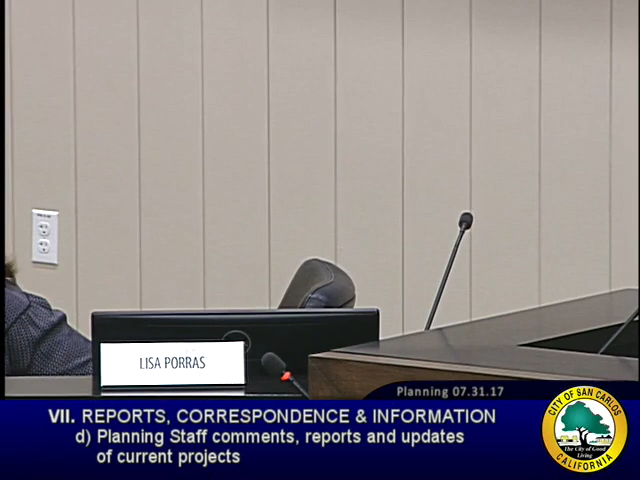 LISA PORRAS
Planning 07.31.17
VII. REPORTS, CORRESPONDENCE & INFORMATION
d) Planning Staff comments, reports and updates
of current projects
CITY OF SAN CARLOS
The City of Good
Living
CALIFORNIA